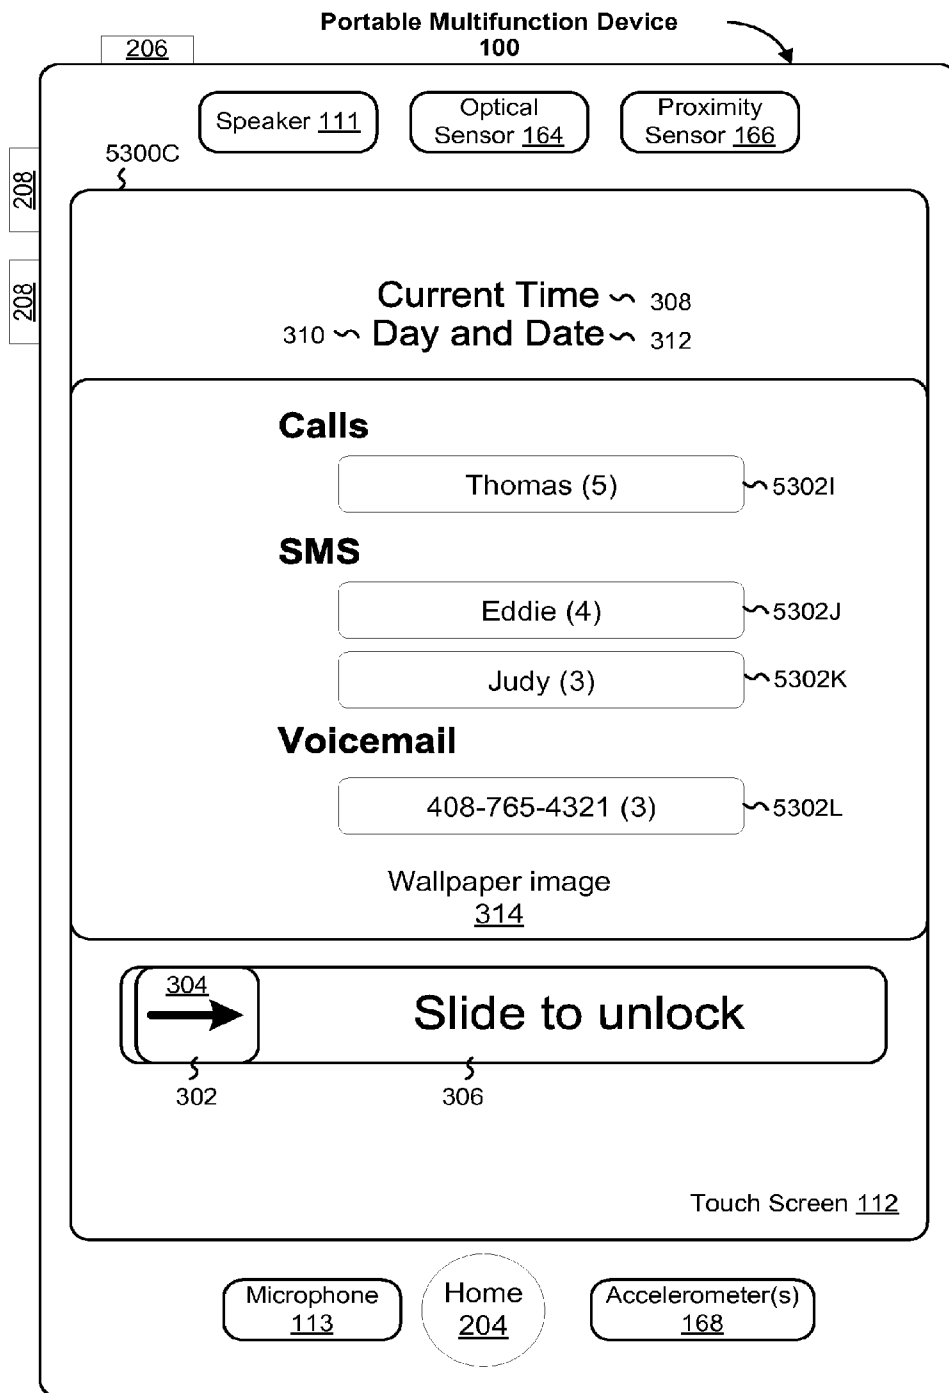 Portable Multifunction Device
100
206
Speaker 111
Optical
Sensor 164
Proximity
Sensor 166
5300C
208
208
Current Time 308
310 Day and Date 312
Calls
Thomas (5) 5302I
SMS
Eddie (4) 5302J
Judy (3) 5302K
Voicemail
408-765-4321 (3) 5302L
Wallpaper image
314
304
Slide to unlock
302
306
Touch Screen 112
Microphone
113
Home
204
Accelerometer(s)
168